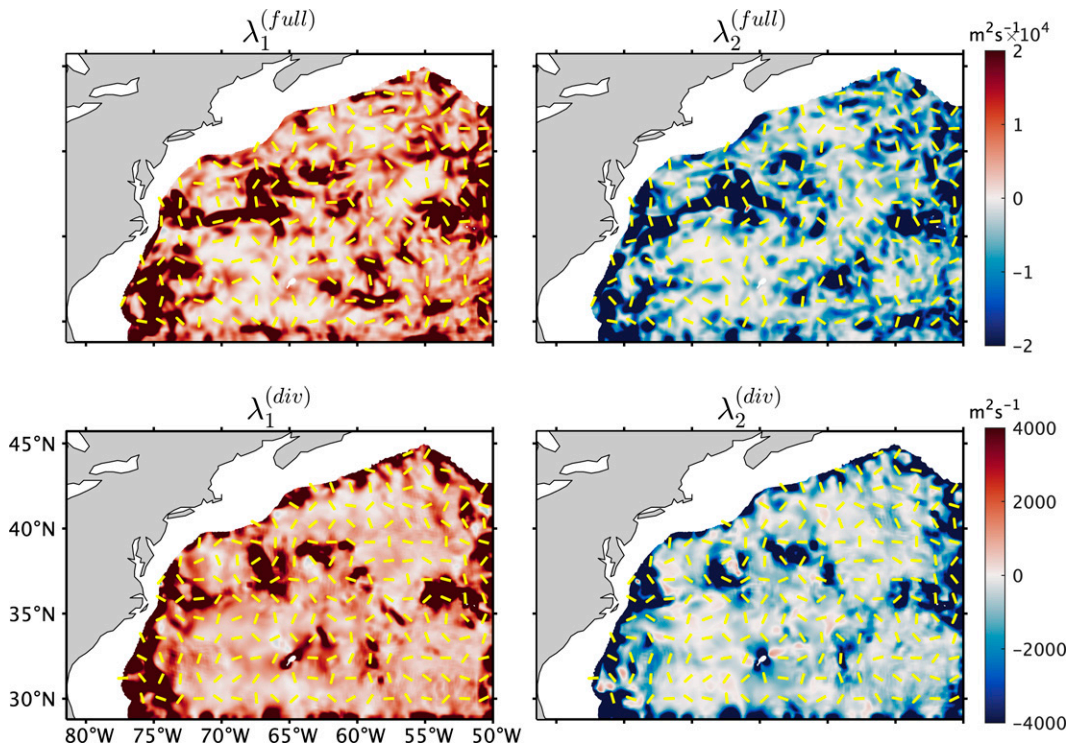 λ₁^(full)
λ₂^(full)
m²s⁻¹×10⁴
2
1
0
−1
−2
λ₁^(div)
λ₂^(div)
m²s⁻¹
45°N
40°N
35°N
30°N
4000
2000
0
−2000
−4000
80°W 75°W 70°W 65°W 60°W 55°W 50°W